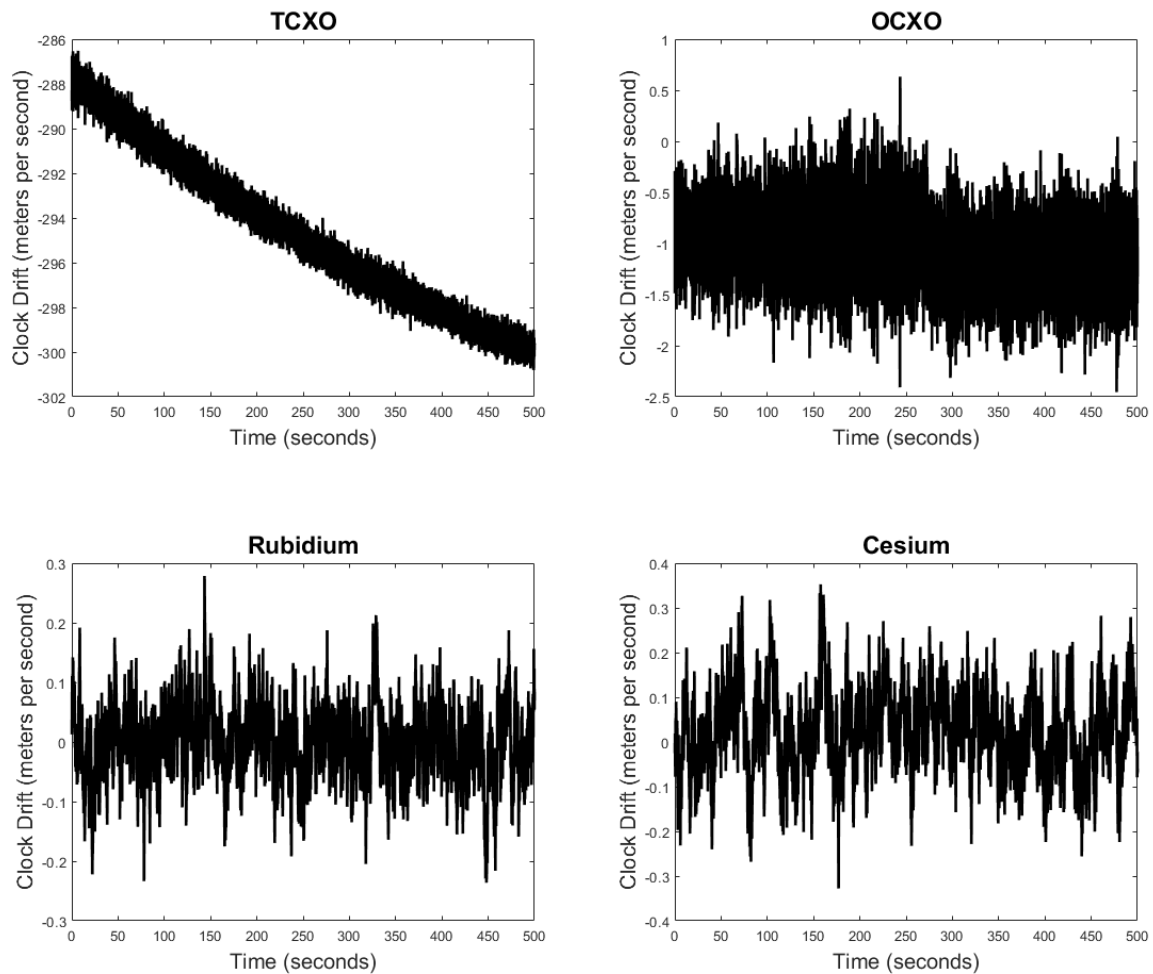 TCXO
Clock Drift (meters per second)
-286
-288
-290
-292
-294
-296
-298
-300
-302
0 50 100 150 200 250 300 350 400 450 500
Time (seconds)
OCXO
Clock Drift (meters per second)
1
0.5
0
-0.5
-1
-1.5
-2
-2.5
0 50 100 150 200 250 300 350 400 450 500
Time (seconds)
Rubidium
Clock Drift (meters per second)
0.3
0.2
0.1
0
-0.1
-0.2
-0.3
0 50 100 150 200 250 300 350 400 450 500
Time (seconds)
Cesium
Clock Drift (meters per second)
0.4
0.3
0.2
0.1
0
-0.1
-0.2
-0.3
-0.4
0 50 100 150 200 250 300 350 400 450 500
Time (seconds)